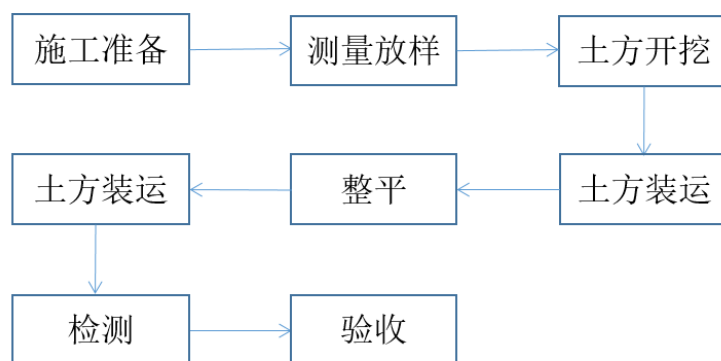 施工准备
测量放样
土方开挖
土方装运
整平
土方装运
检测
验收